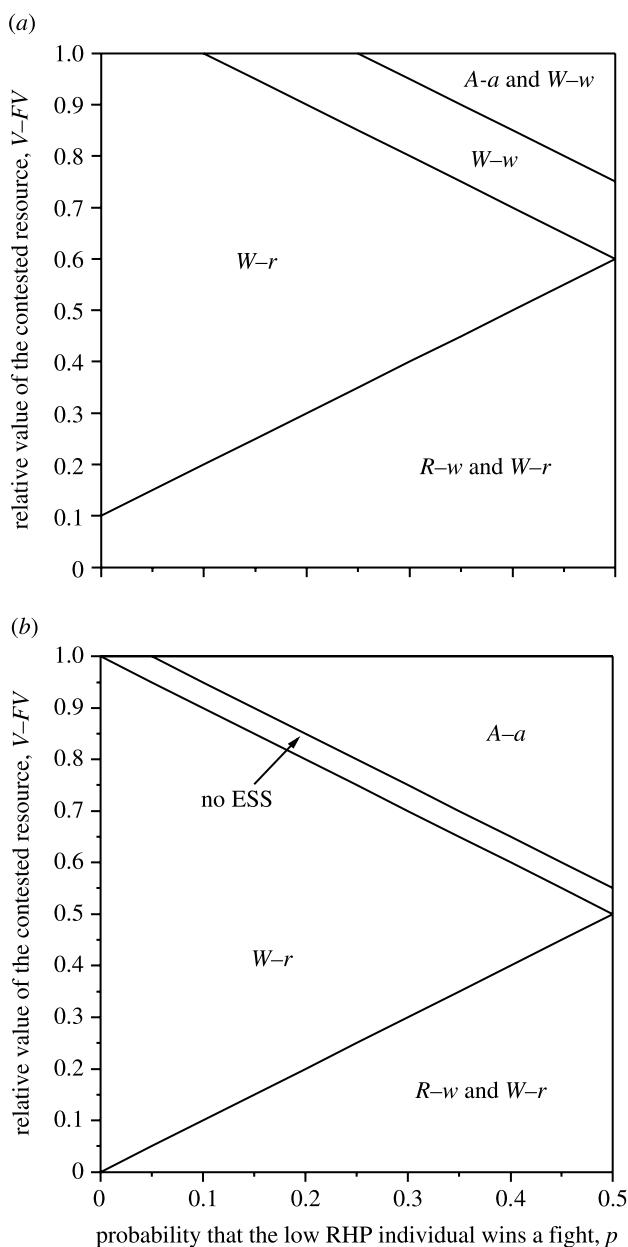 (a)
1.0
0.9
0.8
0.7
0.6
0.5
0.4
0.3
0.2
0.1
0
relative value of the contested resource, V–FV
A-a and W–w
W–w
W–r
R–w and W–r
(b)
1.0
0.9
0.8
0.7
0.6
0.5
0.4
0.3
0.2
0.1
0
relative value of the contested resource, V–FV
A–a
no ESS
W–r
R–w and W–r
0 0.1 0.2 0.3 0.4 0.5
probability that the low RHP individual wins a fight, p